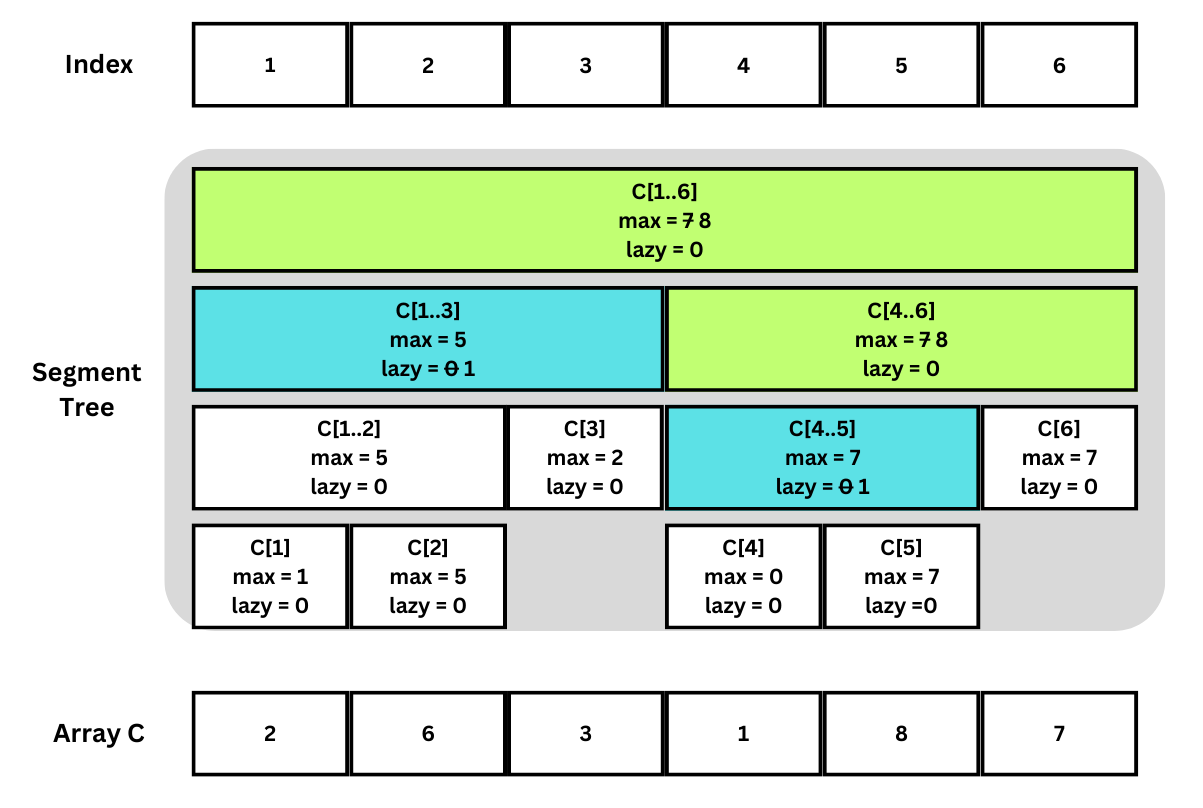 Index
1
2
3
4
5
6
Segment
Tree
C[1..6]
max = 7 8
lazy = 0
C[1..3]
max = 5
lazy = 0 1
C[4..6]
max = 7 8
lazy = 0
C[1..2]
max = 5
lazy = 0
C[3]
max = 2
lazy = 0
C[4..5]
max = 7
lazy = 0 1
C[6]
max = 7
lazy = 0
C[1]
max = 1
lazy = 0
C[2]
max = 5
lazy = 0
C[4]
max = 0
lazy = 0
C[5]
max = 7
lazy =0
Array C
2
6
3
1
8
7